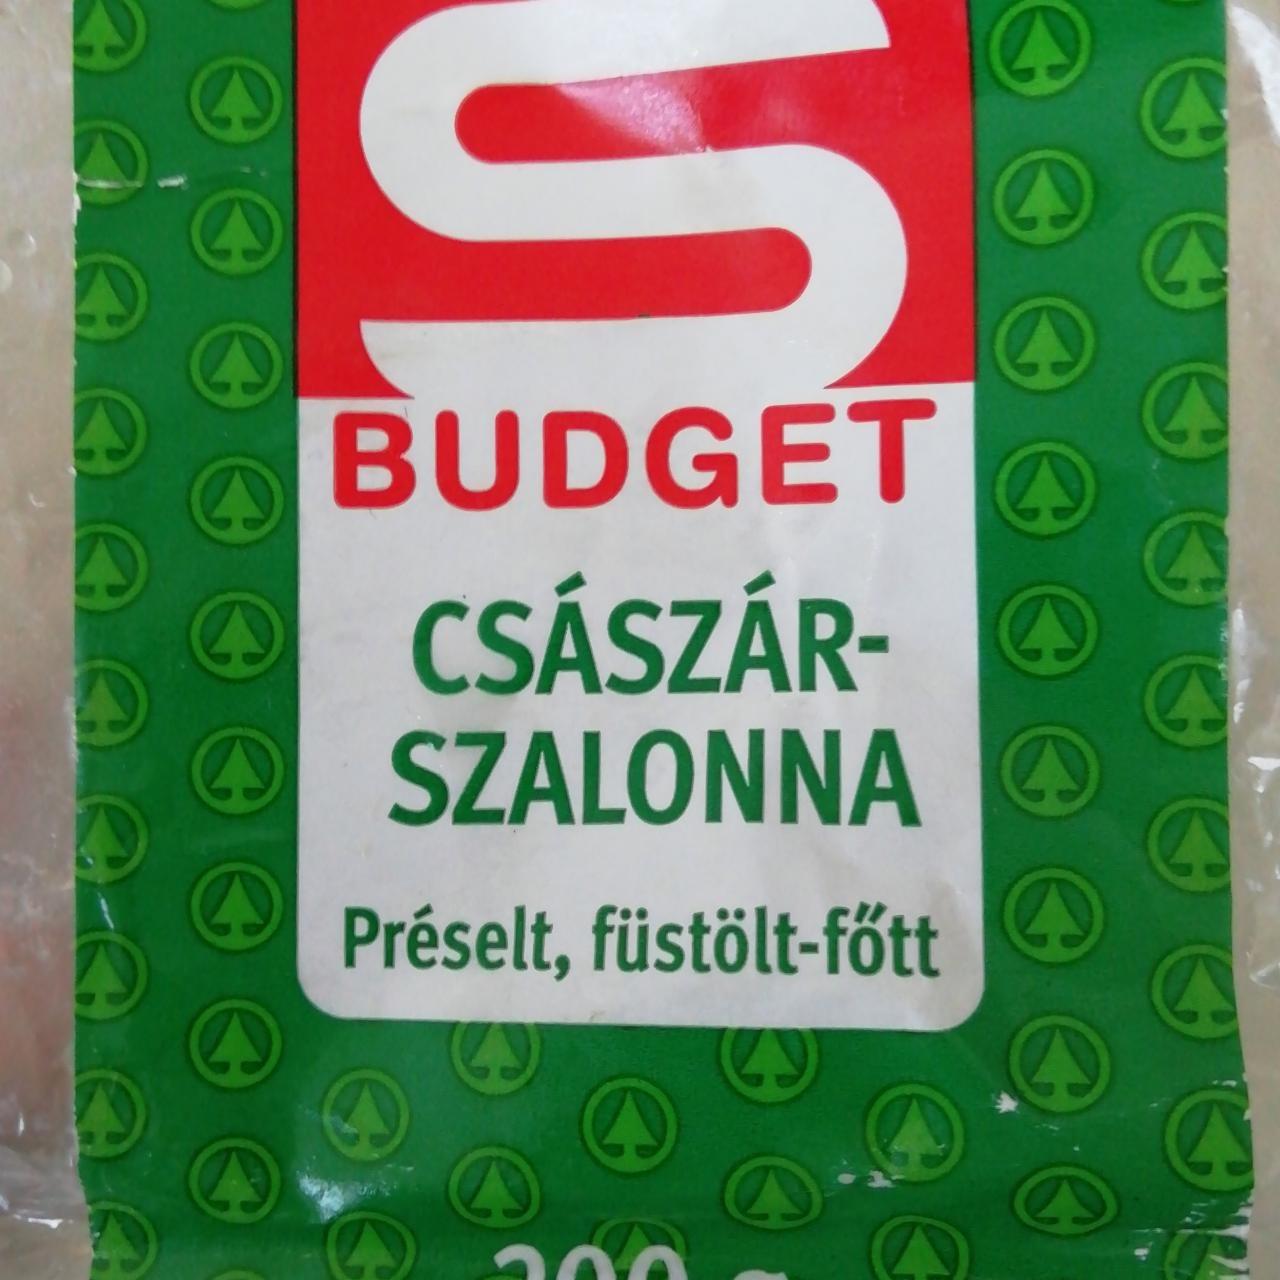 BUDGET
CSÁSZÁR-
SZALONNA
Préselt, füstölt-főtt